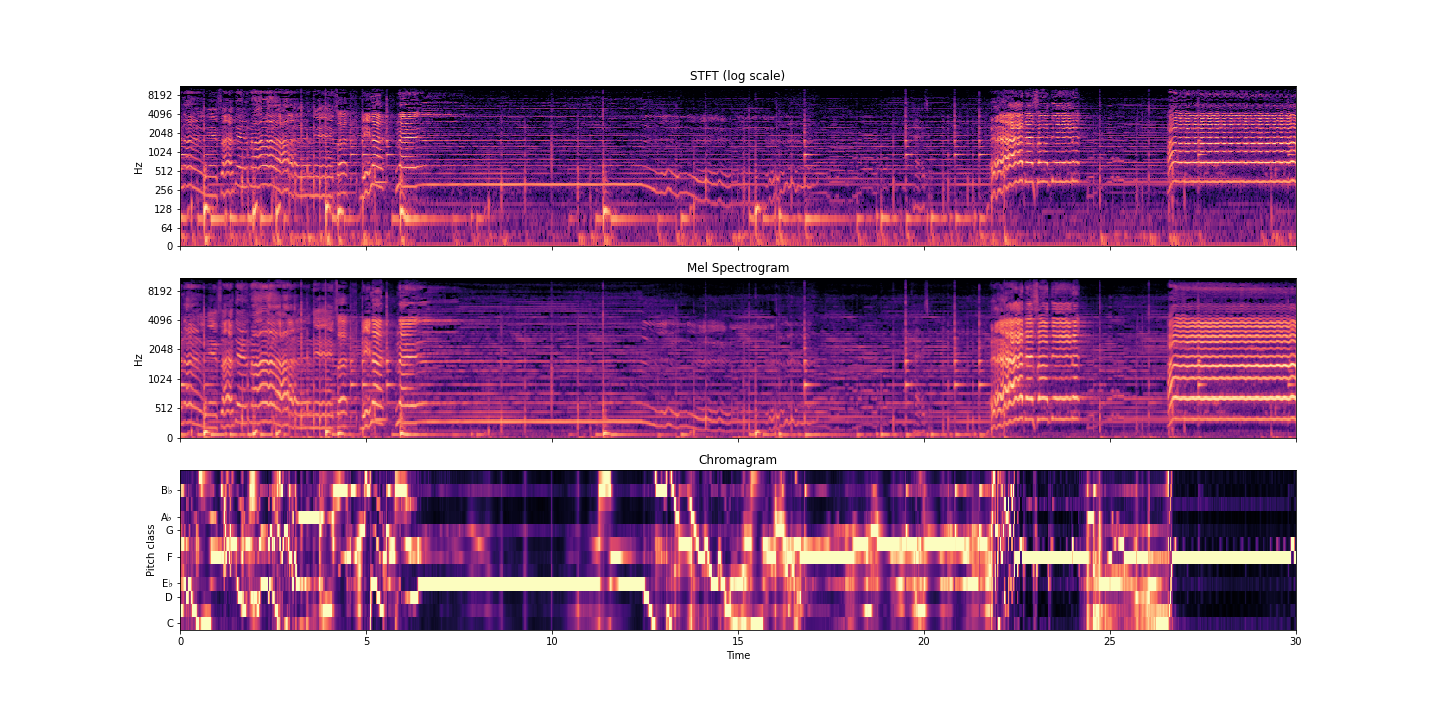 STFT (log scale)
8192
4096
2048
1024
512
256
128
64
0
Hz
Mel Spectrogram
8192
4096
2048
1024
512
0
Hz
Chromagram
B♭
A♭
G
F
E♭
D
C
Pitch class
0 5 10 15 20 25 30
Time